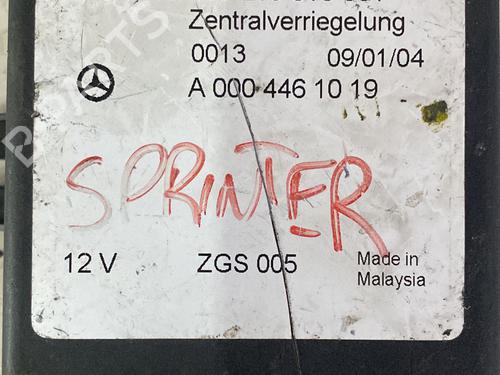 Zentralverriegelung
0013 09/01/04
A 000 446 10 19
SPRINTER
12 V ZGS 005 Made in
Malaysia